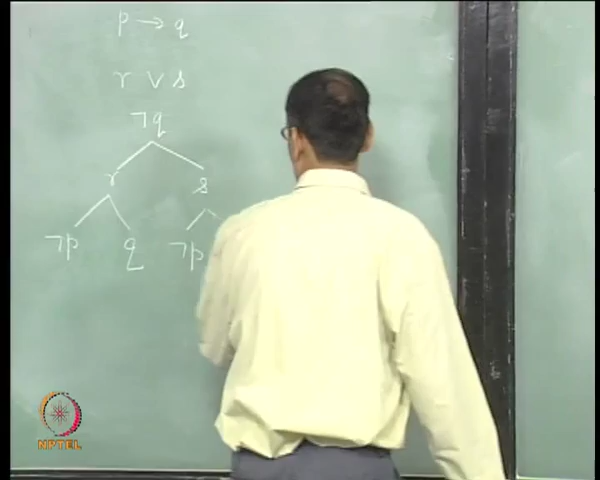 p → q
r ∨ s
¬q
r s
¬p q ¬p
NPTEL